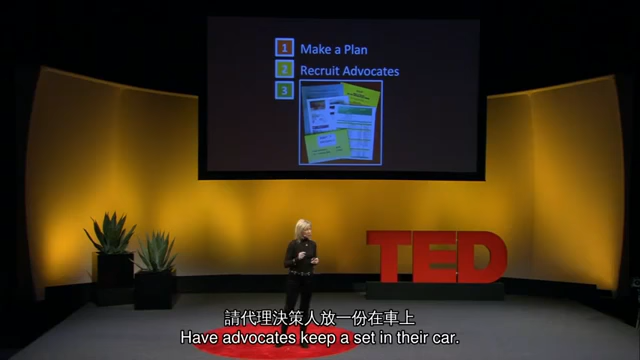 1 Make a Plan
2 Recruit Advocates
3
TED
請代理決策人放一份在車上
Have advocates keep a set in their car.